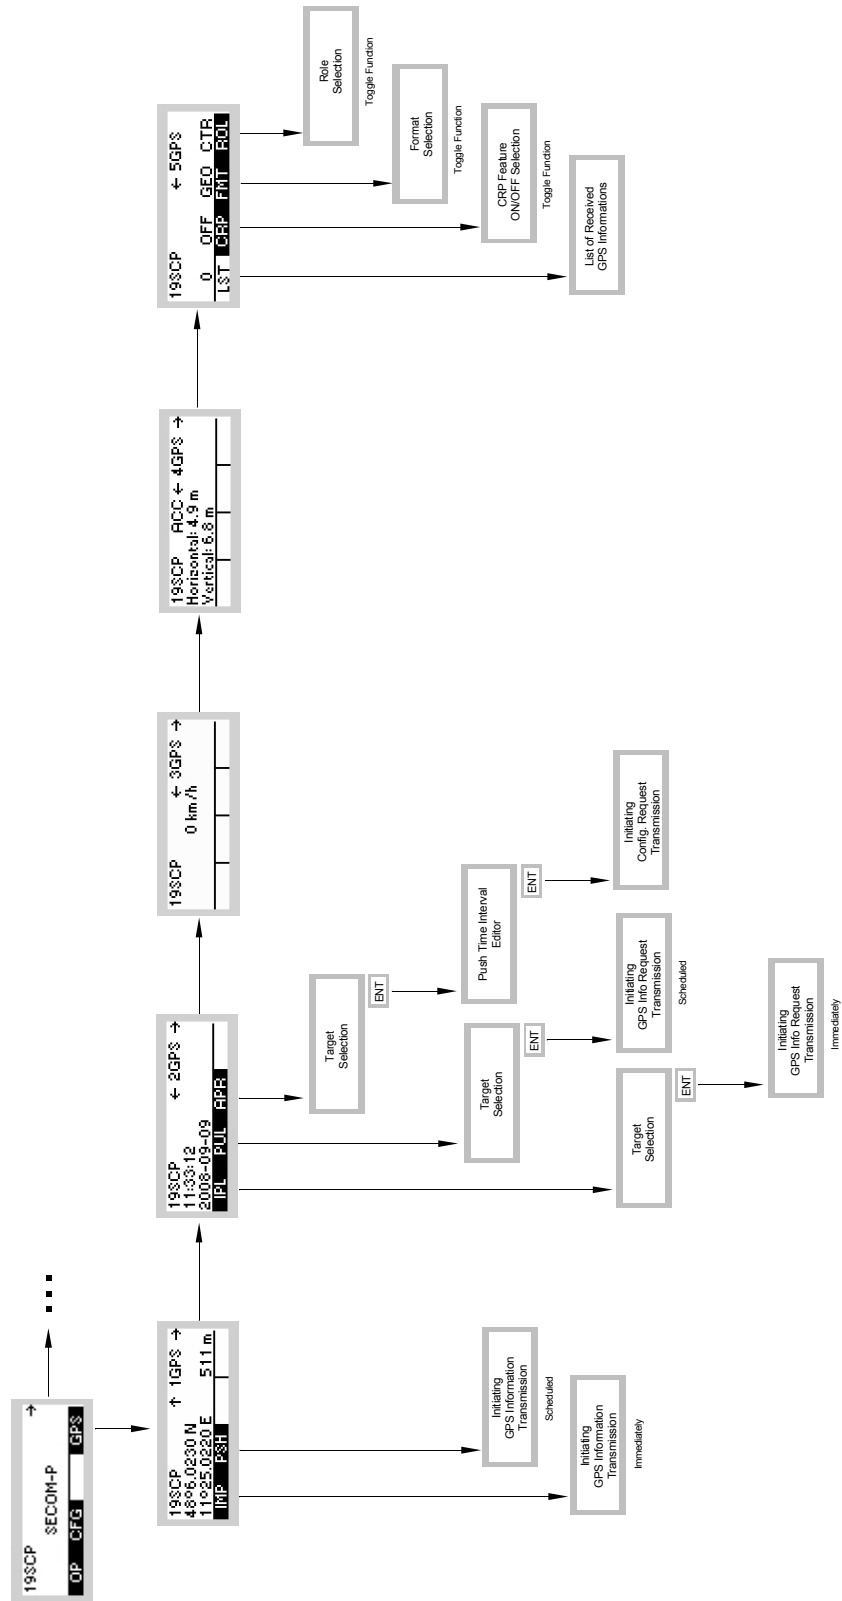 19SCP →
SECOM-P
OP CFG GPS
...
19SCP ↑ 1GPS →
48°6.0230 N
11°25.0220 E 511 m
IMP PSH
Initiating
GPS Information
Transmission
Scheduled
Initiating
GPS Information
Transmission
Immediately
19SCP ← 2GPS →
11:33:12
2008-09-09
IPL PUL APR
Target
Selection
ENT
Push Time Interval
Editor
ENT
Initiating
Config. Request
Transmission
Target
Selection
ENT
Initiating
GPS Info Request
Transmission
Scheduled
Target
Selection
ENT
Initiating
GPS Info Request
Transmission
Immediately
19SCP ← 3GPS →
0 km/h
19SCP ACC ← 4GPS →
Horizontal: 4.9 m
Vertical: 6.8 m
19SCP ← 5GPS
0 OFF GEO CTR
LST CRP FMT ROL
Role
Selection
Toggle Function
Format
Selection
Toggle Function
CRP Feature
ON/OFF Selection
Toggle Function
List of Received
GPS Informations